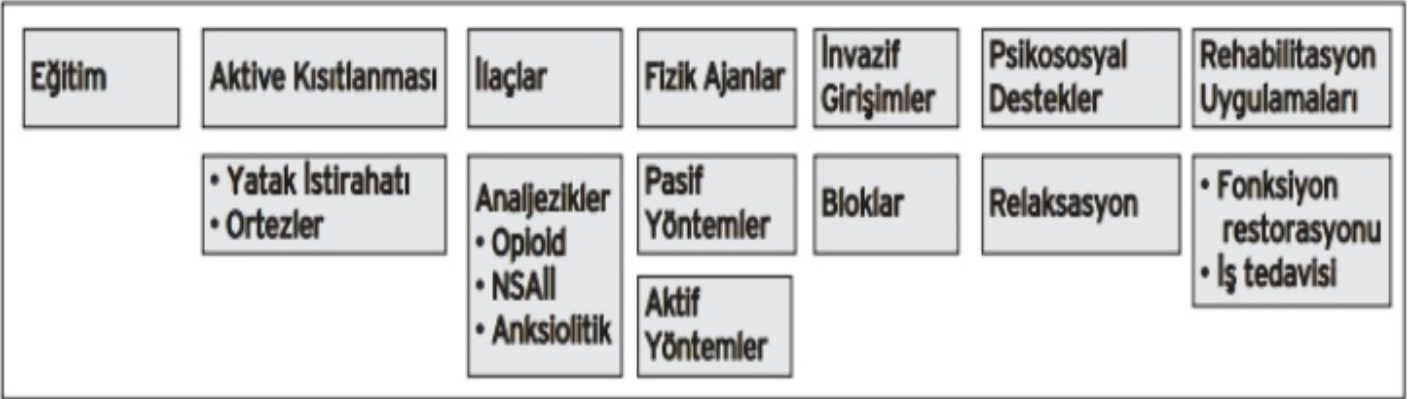 Eğitim
Aktive Kısıtlanması
İlaçlar
Fizik Ajanlar
İnvazif
Girişimler
Psikososyal
Destekler
Rehabilitasyon
Uygulamaları
• Yatak İstirahatı
• Ortezler
Analjezikler
• Opioid
• NSAİİ
• Anksiolitik
Pasif
Yöntemler
Aktif
Yöntemler
Bloklar
Relaksasyon
• Fonksiyon
restorasyonu
• İş tedavisi